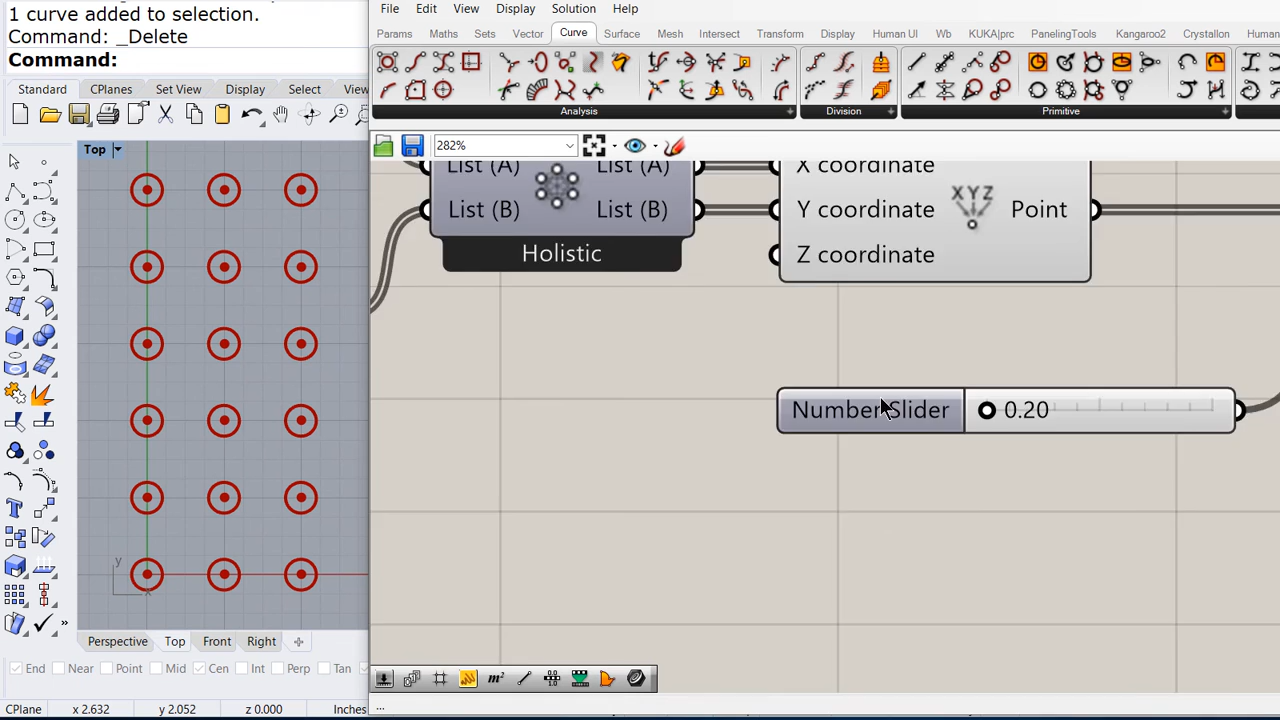 1 curve added to selection.
Command: _Delete
Command:
Standard CPlanes Set View Display Select View
Top
y
x
Perspective Top Front Right
End Near Point Mid Cen Int Perp Tan
CPlane x 2.632 y 2.052 z 0.000 Inches
File Edit View Display Solution Help
Params Maths Sets Vector Curve Surface Mesh Intersect Transform Display Human UI Wb KUKA|prc PanelingTools Kangaroo2 Crystallon Human
Analysis Division Primitive
282%
List (A) List (A) X coordinate
List (B) List (B) Y coordinate XYZ Point
Holistic Z coordinate
Number Slider 0.20
m²
...